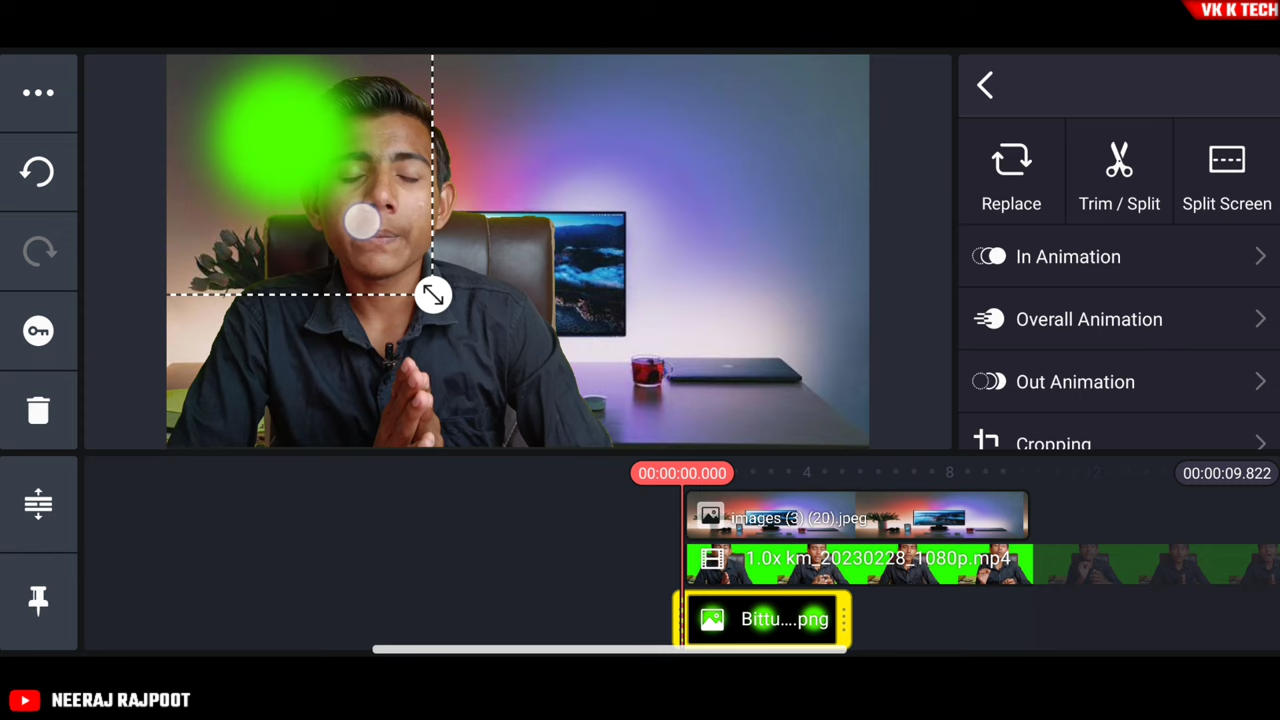 VK K TECH
Replace
Trim / Split
Split Screen
In Animation
Overall Animation
Out Animation
Cropping
00:00:00.000
4
8
12
00:00:09.822
images (3) (20).jpeg
1.0x km_20230228_1080p.mp4
Bittu....png
NEERAJ RAJPOOT